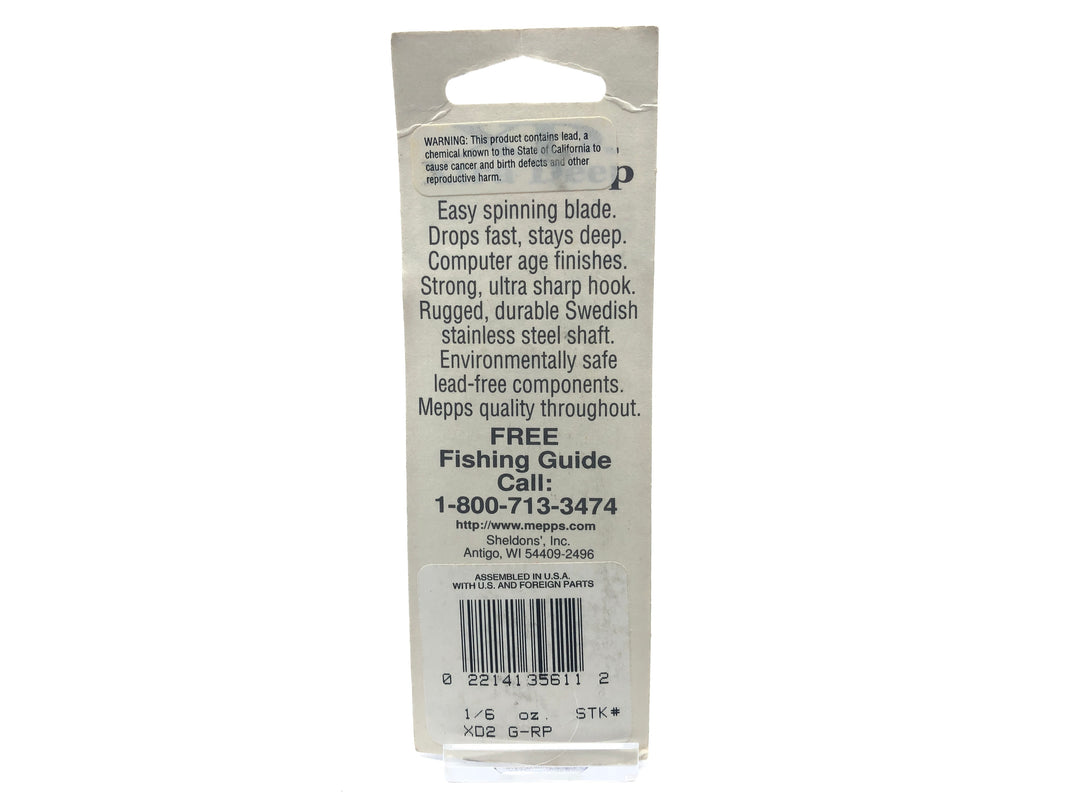 WARNING: This product contains lead, a
chemical known to the State of California to
cause cancer and birth defects and other
reproductive harm.
Deep
Easy spinning blade.
Drops fast, stays deep.
Computer age finishes.
Strong, ultra sharp hook.
Rugged, durable Swedish
stainless steel shaft.
Environmentally safe
lead-free components.
Mepps quality throughout.
FREE
Fishing Guide
Call:
1-800-713-3474
http://www.mepps.com
Sheldons', Inc.
Antigo, WI 54409-2496
ASSEMBLED IN U.S.A.
WITH U.S. AND FOREIGN PARTS
0 22141 35611 2
1/6 oz. STK#
XD2 G-RP